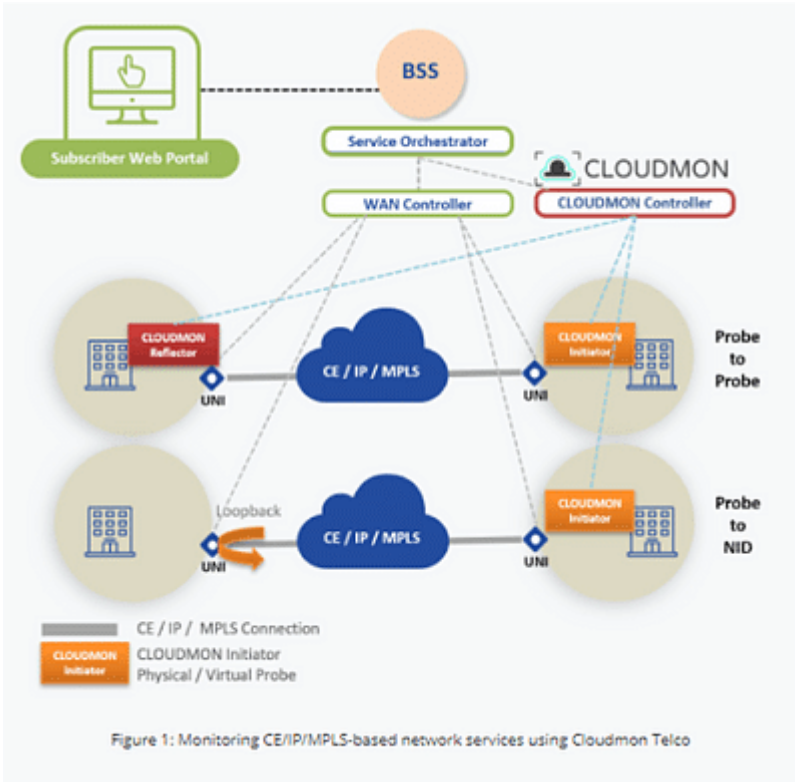 BSS
Subscriber Web Portal
Service Orchestrator
CLOUDMON
WAN Controller
CLOUDMON Controller
CLOUDMON
Reflector
CE / IP / MPLS
CLOUDMON
Initiator
UNI
UNI
Probe
to
Probe
Loopback
CE / IP / MPLS
CLOUDMON
Initiator
UNI
UNI
Probe
to
NID
CE / IP / MPLS Connection
CLOUDMON
Initiator
CLOUDMON Initiator
Physical / Virtual Probe
Figure 1: Monitoring CE/IP/MPLS-based network services using Cloudmon Telco